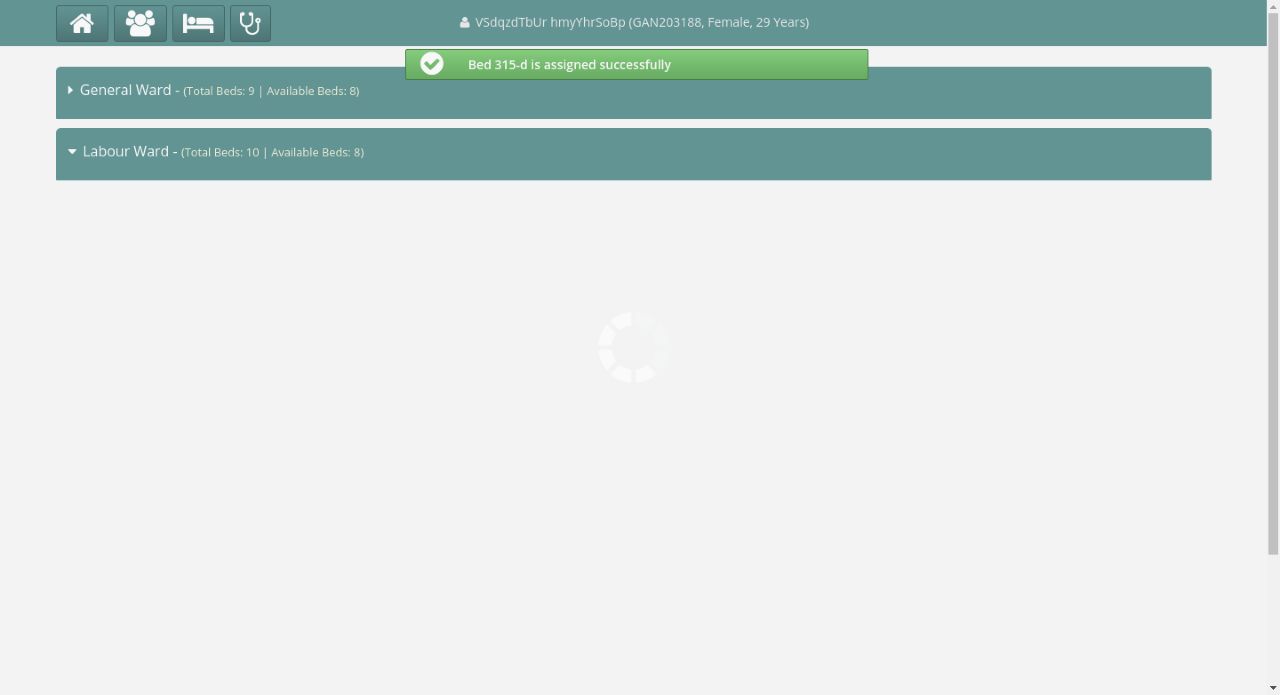 VSdqzdTbUr hmyYhrSoBp (GAN203188, Female, 29 Years)
Bed 315-d is assigned successfully
General Ward - (Total Beds: 9 | Available Beds: 8)
Labour Ward - (Total Beds: 10 | Available Beds: 8)